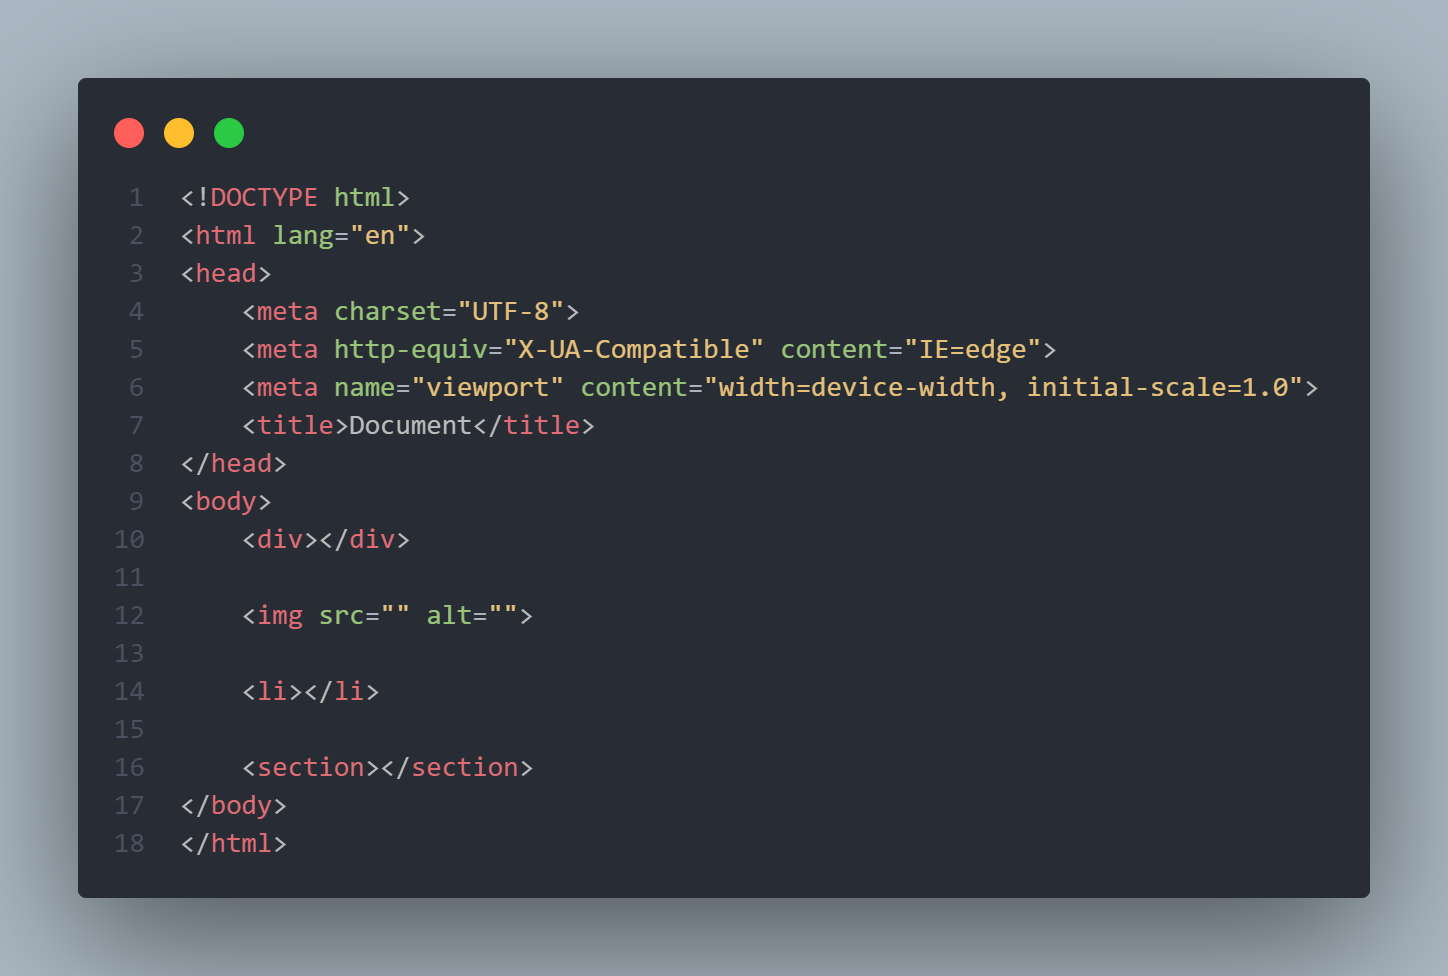 1 <!DOCTYPE html>
2 <html lang="en">
3 <head>
4     <meta charset="UTF-8">
5     <meta http-equiv="X-UA-Compatible" content="IE=edge">
6     <meta name="viewport" content="width=device-width, initial-scale=1.0">
7     <title>Document</title>
8 </head>
9 <body>
10     <div></div>
11
12     <img src="" alt="">
13
14     <li></li>
15
16     <section></section>
17 </body>
18 </html>